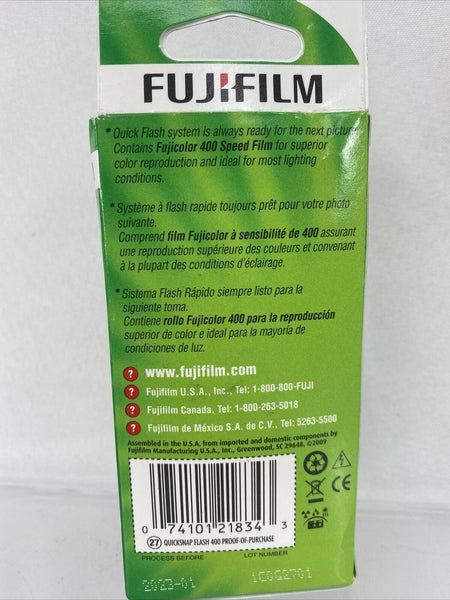 FUJIFILM
* Quick Flash system is always ready for the next picture
Contains Fujicolor 400 Speed Film for superior
color reproduction and ideal for most lighting
conditions.
* Système à flash rapide toujours prêt pour votre photo
suivante.
Comprend film Fujicolor à sensibilité de 400 assurant
une reproduction supérieure des couleurs et convenant
à la plupart des conditions d'éclairage.
* Sistema Flash Rápido siempre listo para la
siguiente toma.
Contiene rollo Fujicolor 400 para la reproducción
superior de color e ideal para la mayoría de
condiciones de luz.
? www.fujifilm.com
? Fujifilm U.S.A., Inc., Tel: 1-800-800-FUJI
? Fujifilm Canada, Tel: 1-800-263-5018
? Fujifilm de México S.A. de C.V., Tel: 5263-5500
Assembled in the U.S.A. from imported and domestic components by
Fujifilm Manufacturing U.S.A., Inc., Greenwood, SC 29648. ©2009
CE
0 74101 21834 3
27 QUICKSNAP FLASH 400 PROOF-OF-PURCHASE
PROCESS BEFORE LOT NUMBER
2023-01 1C0G2701